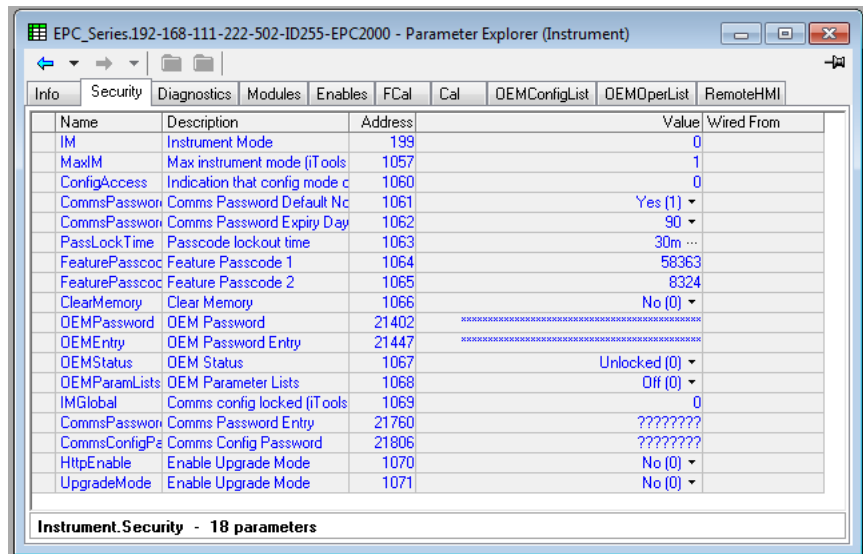 EPC_Series.192-168-111-222-502-ID255-EPC2000 - Parameter Explorer (Instrument)
Info Security Diagnostics Modules Enables FCal Cal OEMConfigList OEMOperList RemoteHMI
Name Description Address Value Wired From
IM Instrument Mode 199 0
MaxIM Max instrument mode (iTools 1057 1
ConfigAccess Indication that config mode c 1060 0
CommsPassword Comms Password Default No 1061 Yes (1)
CommsPassword Comms Password Expiry Day 1062 90
PassLockTime Passcode lockout time 1063 30m ...
FeaturePasscod Feature Passcode 1 1064 58363
FeaturePasscod Feature Passcode 2 1065 8324
ClearMemory Clear Memory 1066 No (0)
OEMPassword OEM Password 21402 ************************************************
OEMEntry OEM Password Entry 21447 ************************************************
OEMStatus OEM Status 1067 Unlocked (0)
OEMParamLists OEM Parameter Lists 1068 Off (0)
IMGlobal Comms config locked (iTools 1069 0
CommsPassword Comms Password Entry 21760 ????????
CommsConfigPa Comms Config Password 21806 ????????
HttpEnable Enable Upgrade Mode 1070 No (0)
UpgradeMode Enable Upgrade Mode 1071 No (0)
Instrument.Security - 18 parameters